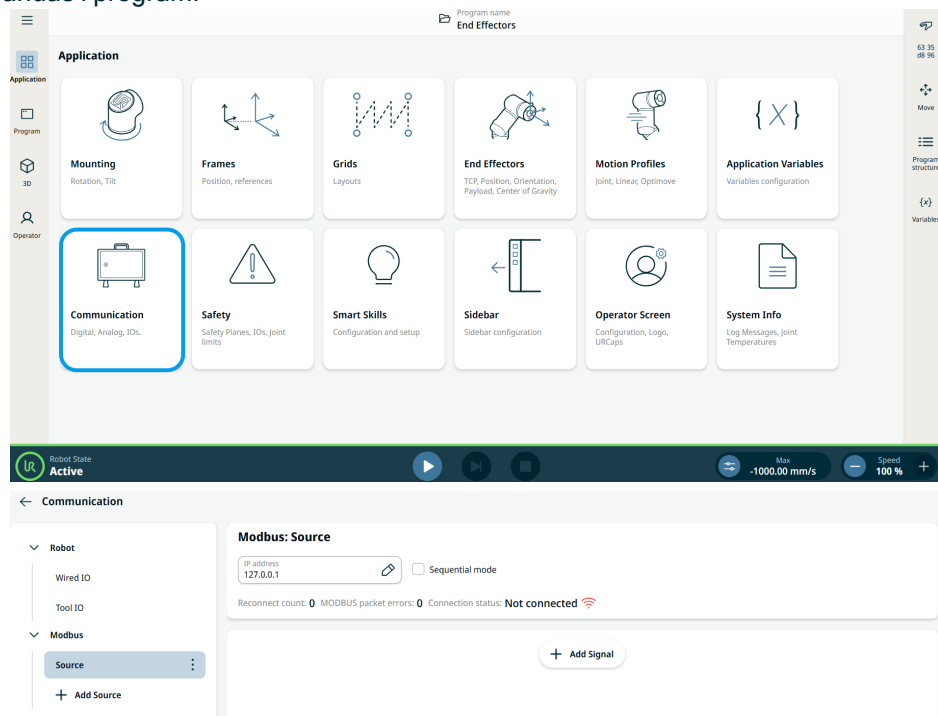 i program.
Program name
End Effectors
Application
63 35
d8 96
Application
Move
Program
Mounting
Rotation, Tilt
Frames
Position, references
Grids
Layouts
End Effectors
TCP, Position, Orientation,
Payload, Center of Gravity
Motion Profiles
Joint, Linear, Optimove
Application Variables
Variables configuration
Program
structure
3D
{x}
Variables
Operator
Communication
Digital, Analog, IOs.
Safety
Safety Planes, IOs, Joint
limits
Smart Skills
Configuration and setup
Sidebar
Sidebar configuration
Operator Screen
Configuration, Logo,
URCaps
System Info
Log Messages, Joint
Temperatures
UR
Robot State
Active
Max
-1000.00 mm/s
Speed
100 %
Communication
Robot
Wired IO
Tool IO
Modbus
Source
Add Source
Modbus: Source
IP address
127.0.0.1
Sequential mode
Reconnect count: 0 MODBUS packet errors: 0 Connection status: Not connected
Add Signal